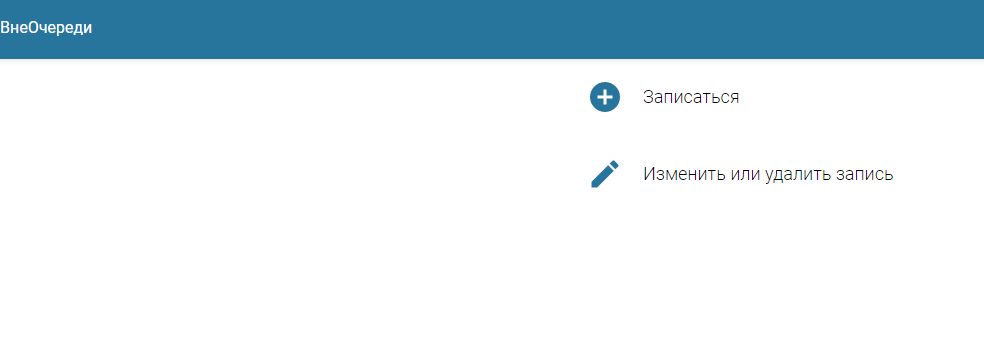 ВнеОчереди
Записаться
Изменить или удалить запись